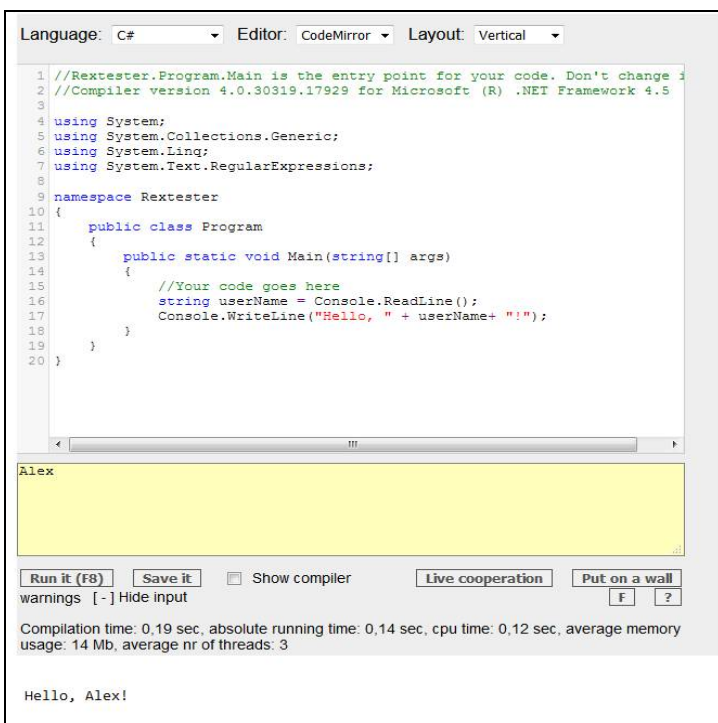 Language: C# Editor: CodeMirror Layout: Vertical
1 //Rextester.Program.Main is the entry point for your code. Don't change
2 //Compiler version 4.0.30319.17929 for Microsoft (R) .NET Framework 4.5
3
4 using System;
5 using System.Collections.Generic;
6 using System.Linq;
7 using System.Text.RegularExpressions;
8
9 namespace Rextester
10 {
11     public class Program
12     {
13         public static void Main(string[] args)
14         {
15             //Your code goes here
16             string userName = Console.ReadLine();
17             Console.WriteLine("Hello, " + userName+ "!");
18         }
19     }
20 }
Alex
Run it (F8) Save it Show compiler Live cooperation Put on a wall
warnings [-] Hide input F ?
Compilation time: 0,19 sec, absolute running time: 0,14 sec, cpu time: 0,12 sec, average memory
usage: 14 Mb, average nr of threads: 3
Hello, Alex!